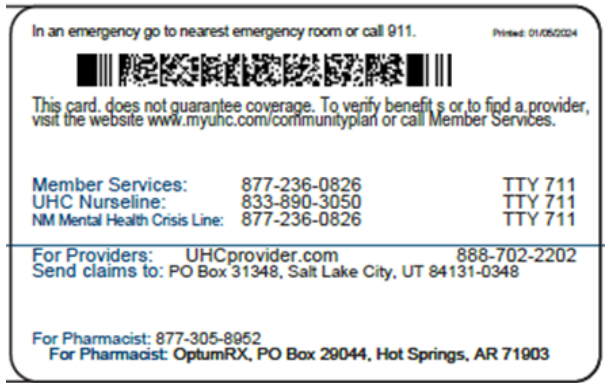 In an emergency go to nearest emergency room or call 911. Printed: 01/05/2024
This card. does not guarantee coverage. To verify benefit s or,to find a.provider,
visit the website www.myuhc.com/communityplan or call Member Services.
Member Services: 877-236-0826 TTY 711
UHC Nurseline: 833-890-3050 TTY 711
NM Mental Health Crisis Line: 877-236-0826 TTY 711
For Providers: UHCprovider.com 888-702-2202
Send claims to: PO Box 31348, Salt Lake City, UT 84131-0348
For Pharmacist: 877-305-8952
For Pharmacist: OptumRX, PO Box 29044, Hot Springs, AR 71903